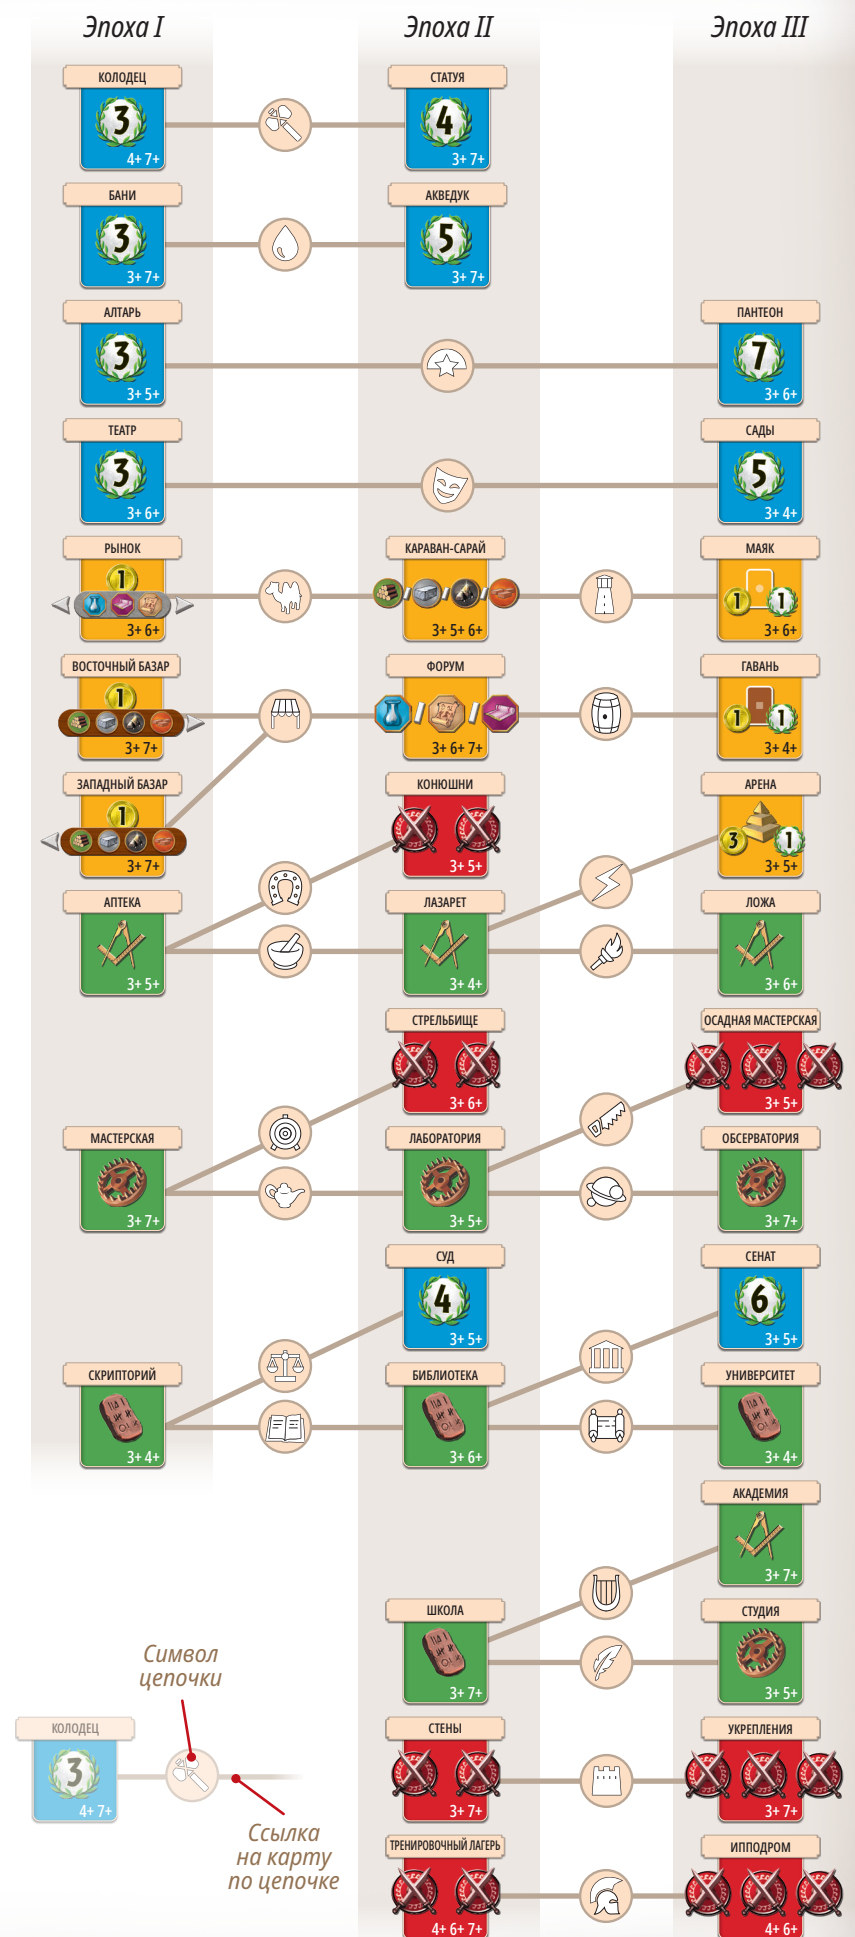 Эпоха I Эпоха II Эпоха III
КОЛОДЕЦ СТАТУЯ
3 4
4+ 7+ 3+ 7+
БАНИ АКВЕДУК
3 5
3+ 7+ 3+ 7+
АЛТАРЬ ПАНТЕОН
3 7
3+ 5+ 3+ 6+
ТЕАТР САДЫ
3 5
3+ 6+ 3+ 4+
РЫНОК КАРАВАН-САРАЙ МАЯК
1 1 1
3+ 6+ 3+ 5+ 6+ 3+ 6+
ВОСТОЧНЫЙ БАЗАР ФОРУМ ГАВАНЬ
1 1 1
3+ 7+ 3+ 6+ 7+ 3+ 4+
ЗАПАДНЫЙ БАЗАР КОНЮШНИ АРЕНА
1 3 1
3+ 7+ 3+ 5+ 3+ 5+
АПТЕКА ЛАЗАРЕТ ЛОЖА
3+ 5+ 3+ 4+ 3+ 6+
СТРЕЛЬБИЩЕ ОСАДНАЯ МАСТЕРСКАЯ
3+ 6+ 3+ 5+
МАСТЕРСКАЯ ЛАБОРАТОРИЯ ОБСЕРВАТОРИЯ
3+ 7+ 3+ 5+ 3+ 7+
СУД СЕНАТ
4 6
3+ 5+ 3+ 5+
СКРИПТОРИЙ БИБЛИОТЕКА УНИВЕРСИТЕТ
3+ 4+ 3+ 6+ 3+ 4+
АКАДЕМИЯ
3+ 7+
ШКОЛА СТУДИЯ
3+ 7+ 3+ 5+
Символ
цепочки
КОЛОДЕЦ СТЕНЫ УКРЕПЛЕНИЯ
3
4+ 7+ 3+ 7+ 3+ 7+
Ссылка
на карту
по цепочке
ТРЕНИРОВОЧНЫЙ ЛАГЕРЬ ИППОДРОМ
4+ 6+ 7+ 4+ 6+